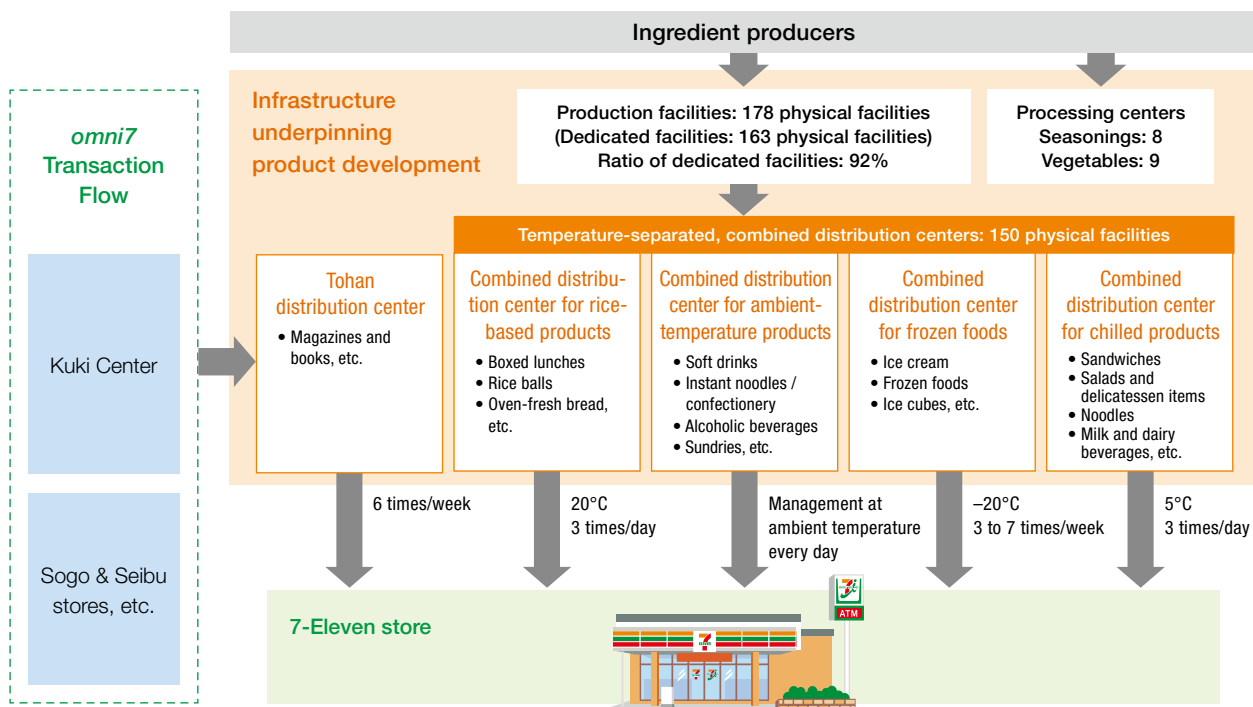 Ingredient producers
omni7
Transaction
Flow
Kuki Center
Sogo & Seibu
stores, etc.
Infrastructure
underpinning
product development
Production facilities: 178 physical facilities
(Dedicated facilities: 163 physical facilities)
Ratio of dedicated facilities: 92%
Processing centers
Seasonings: 8
Vegetables: 9
Temperature-separated, combined distribution centers: 150 physical facilities
Tohan
distribution center
• Magazines and
books, etc.
Combined distribu-
tion center for rice-
based products
• Boxed lunches
• Rice balls
• Oven-fresh bread,
etc.
Combined distribution
center for ambient-
temperature products
• Soft drinks
• Instant noodles /
confectionery
• Alcoholic beverages
• Sundries, etc.
Combined
distribution center
for frozen foods
• Ice cream
• Frozen foods
• Ice cubes, etc.
Combined
distribution center
for chilled products
• Sandwiches
• Salads and
delicatessen items
• Noodles
• Milk and dairy
beverages, etc.
6 times/week
20°C
3 times/day
Management at
ambient temperature
every day
–20°C
3 to 7 times/week
5°C
3 times/day
7-Eleven store
ATM